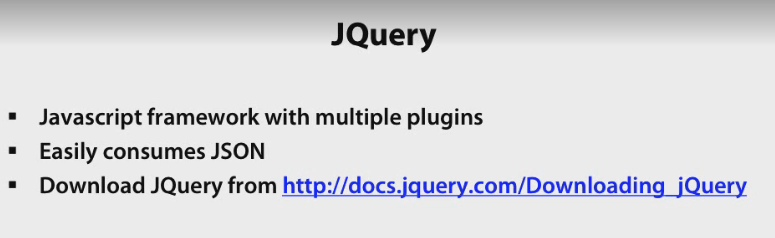 JQuery
▪ Javascript framework with multiple plugins
▪ Easily consumes JSON
▪ Download JQuery from http://docs.jquery.com/Downloading_jQuery